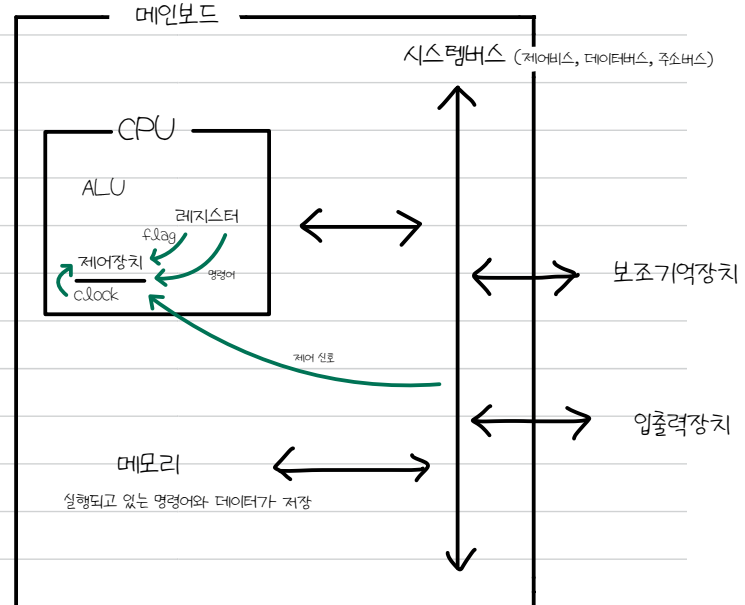 메인보드
시스템버스 (제어비스, 데이터버스, 주소버스)
CPU
ALU
레지스터
flag
제어장치
명령어
clock
보조기억장치
제어 신호
입출력장치
메모리
실행되고 있는 명령어와 데이터가 저장